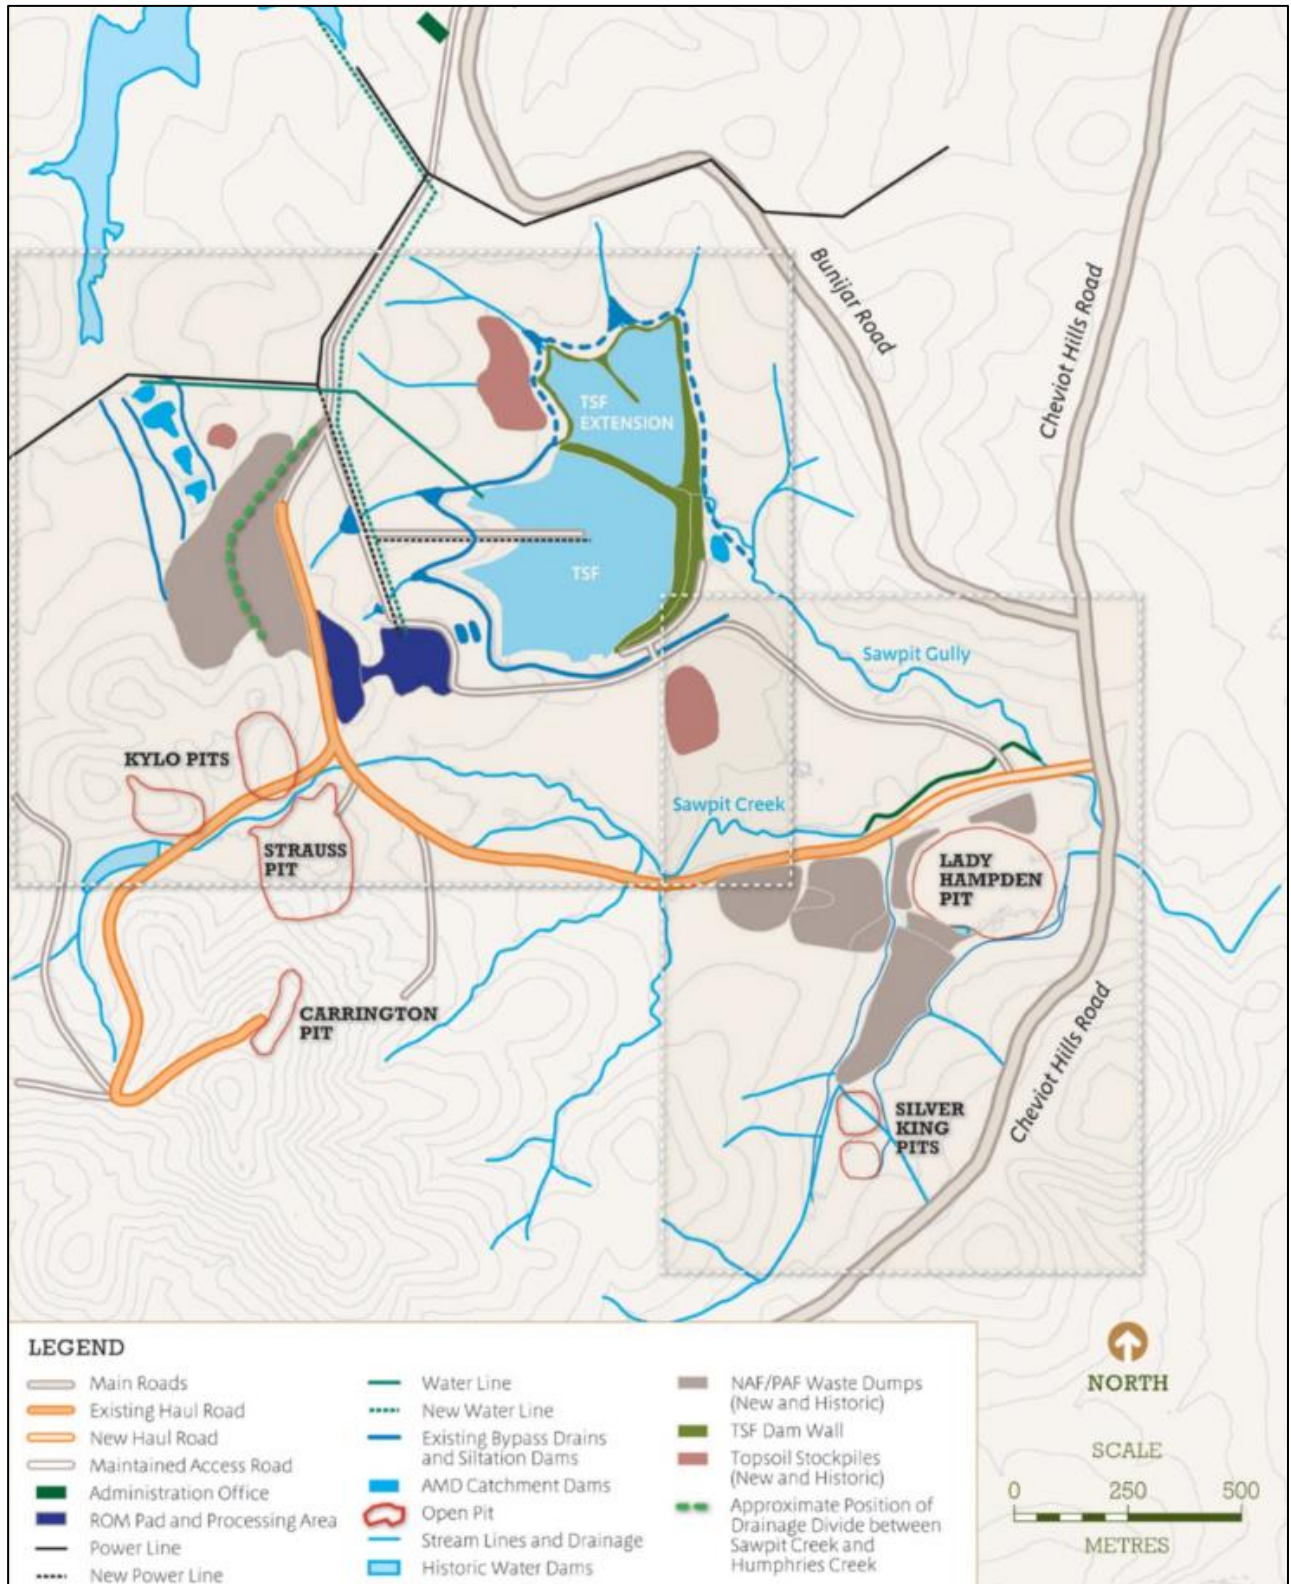 Bunijar Road
Cheviot Hills Road
TSF
EXTENSION
TSF
Sawpit Gully
KYLO PITS
Sawpit Creek
STRAUSS
PIT
LADY
HAMPDEN
PIT
CARRINGTON
PIT
Cheviot Hills Road
SILVER
KING
PITS
LEGEND
Main Roads
Existing Haul Road
New Haul Road
Maintained Access Road
Administration Office
ROM Pad and Processing Area
Power Line
New Power Line
Water Line
New Water Line
Existing Bypass Drains
and Siltation Dams
AMD Catchment Dams
Open Pit
Stream Lines and Drainage
Historic Water Dams
NAF/PAF Waste Dumps
(New and Historic)
TSF Dam Wall
Topsoil Stockpiles
(New and Historic)
Approximate Position of
Drainage Divide between
Sawpit Creek and
Humphries Creek
NORTH
SCALE
0 250 500
METRES